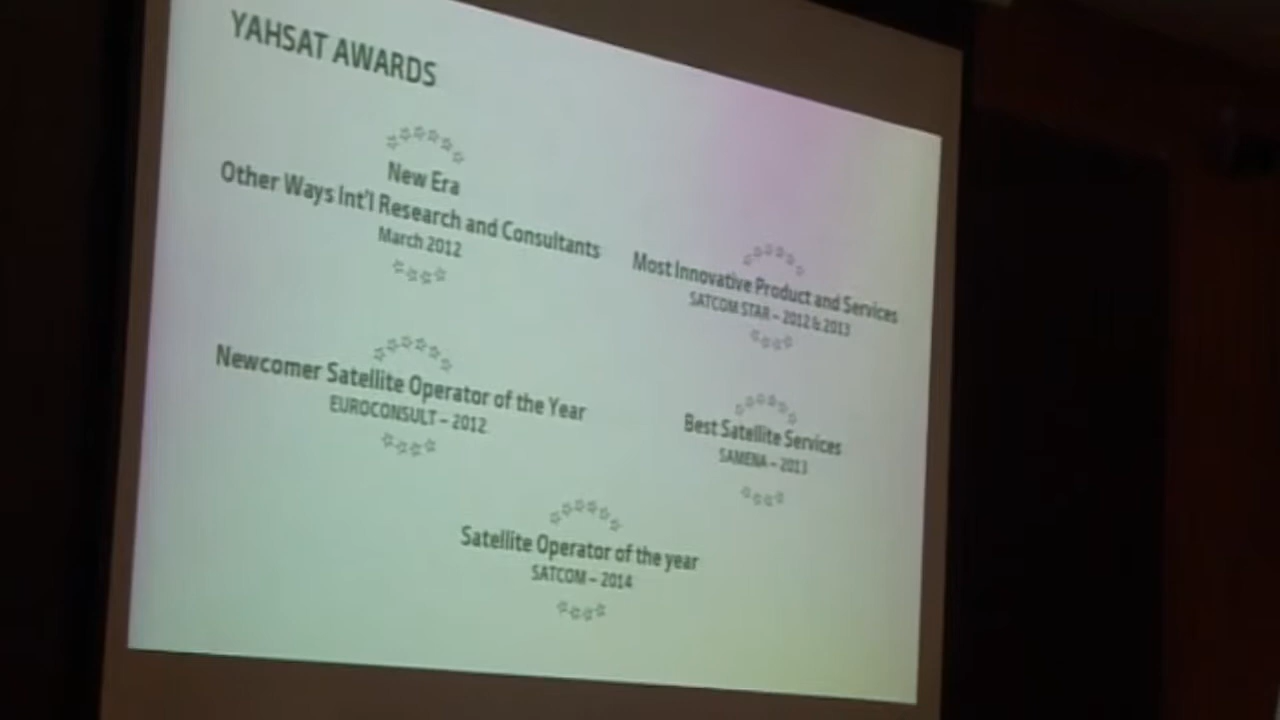 YAHSAT AWARDS
New Era
Other Ways Int'l Research and Consultants
March 2012
Most Innovative Product and Services
SATCOM STAR – 2012 & 2013
Newcomer Satellite Operator of the Year
EUROCONSULT – 2012
Best Satellite Services
SAMENA – 2013
Satellite Operator of the year
SATCOM – 2014